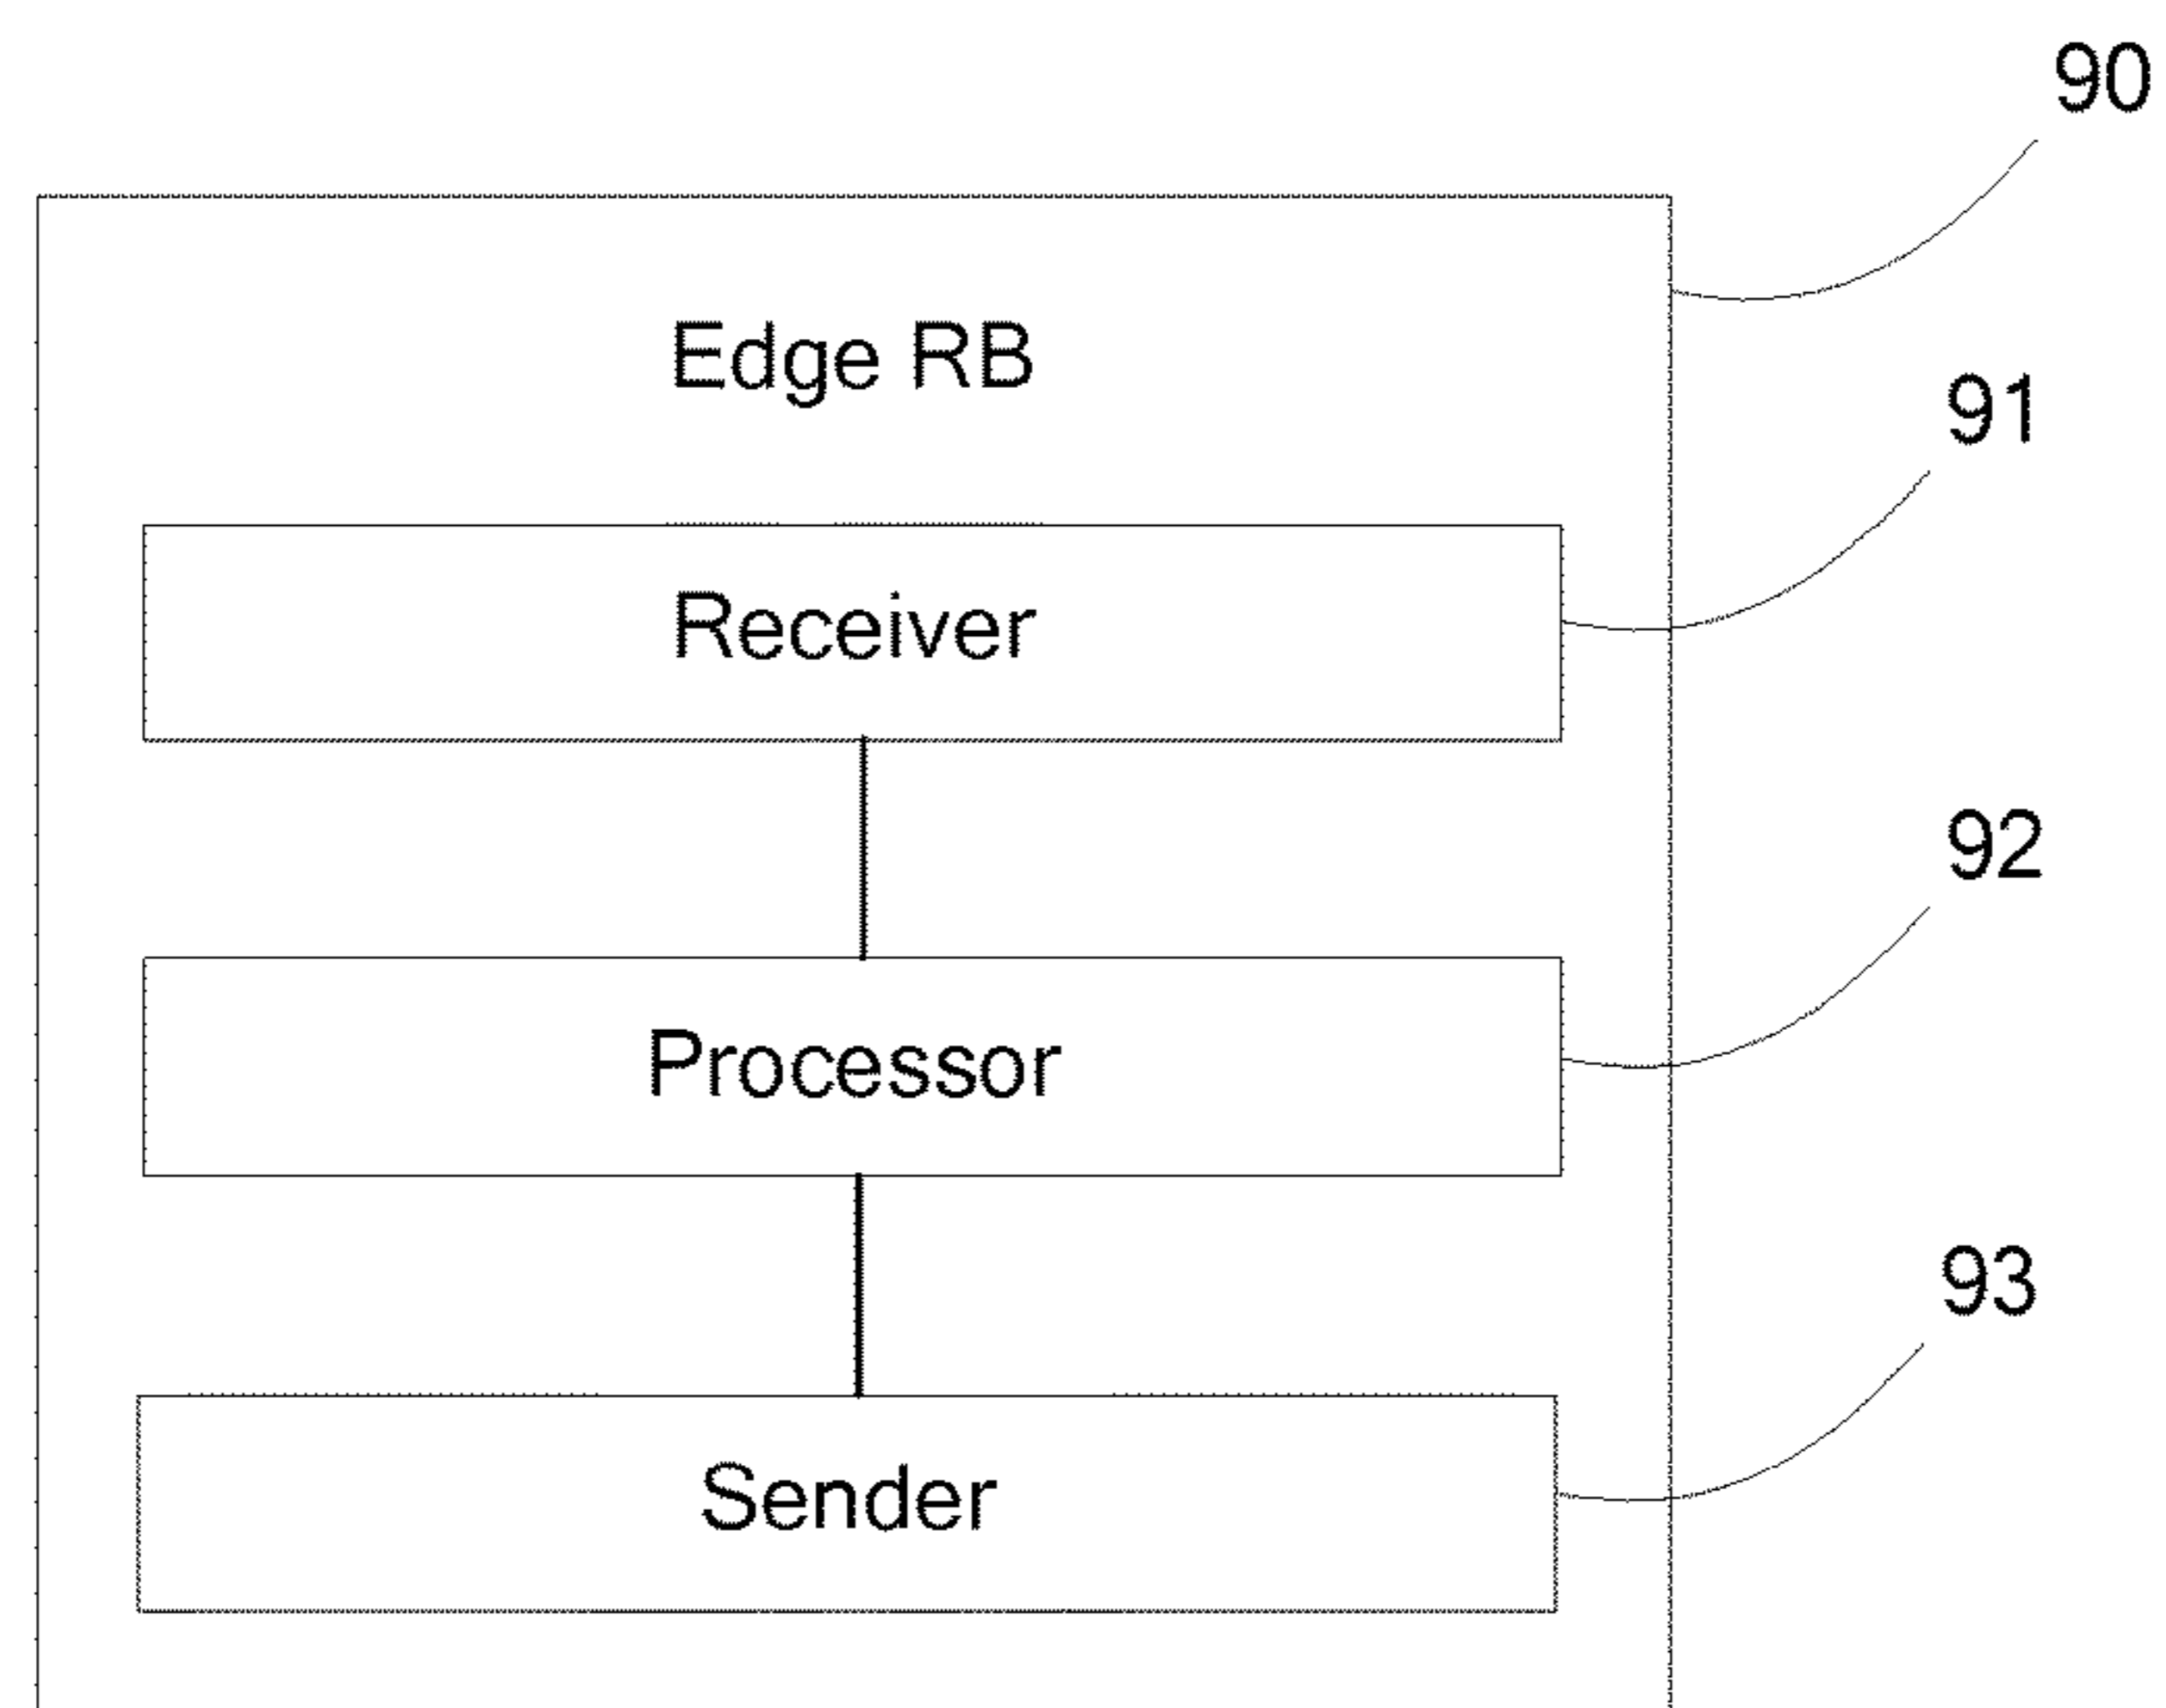 90
Edge RB
91
Receiver
92
Processor
93
Sender